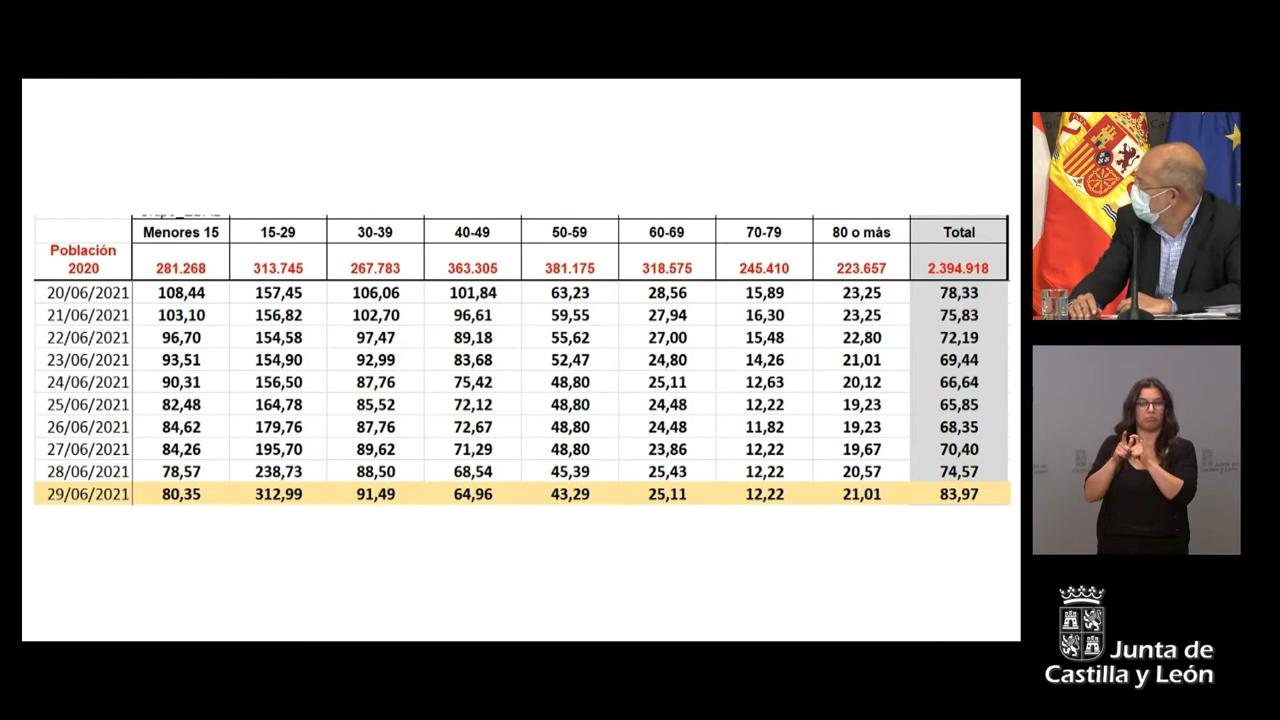 Menores 15 15-29 30-39 40-49 50-59 60-69 70-79 80 o más Total
Población
2020 281.268 313.745 267.783 363.305 381.175 318.575 245.410 223.657 2.394.918
20/06/2021 108,44 157,45 106,06 101,84 63,23 28,56 15,89 23,25 78,33
21/06/2021 103,10 156,82 102,70 96,61 59,55 27,94 16,30 23,25 75,83
22/06/2021 96,70 154,58 97,47 89,18 55,62 27,00 15,48 22,80 72,19
23/06/2021 93,51 154,90 92,99 83,68 52,47 24,80 14,26 21,01 69,44
24/06/2021 90,31 156,50 87,76 75,42 48,80 25,11 12,63 20,12 66,64
25/06/2021 82,48 164,78 85,52 72,12 48,80 24,48 12,22 19,23 65,85
26/06/2021 84,62 179,76 87,76 72,67 48,80 24,48 11,82 19,23 68,35
27/06/2021 84,26 195,70 89,62 71,29 48,80 23,86 12,22 19,67 70,40
28/06/2021 78,57 238,73 88,50 68,54 45,39 25,43 12,22 20,57 74,57
29/06/2021 80,35 312,99 91,49 64,96 43,29 25,11 12,22 21,01 83,97
Junta de
Castilla y León
Junta de
Castilla y León